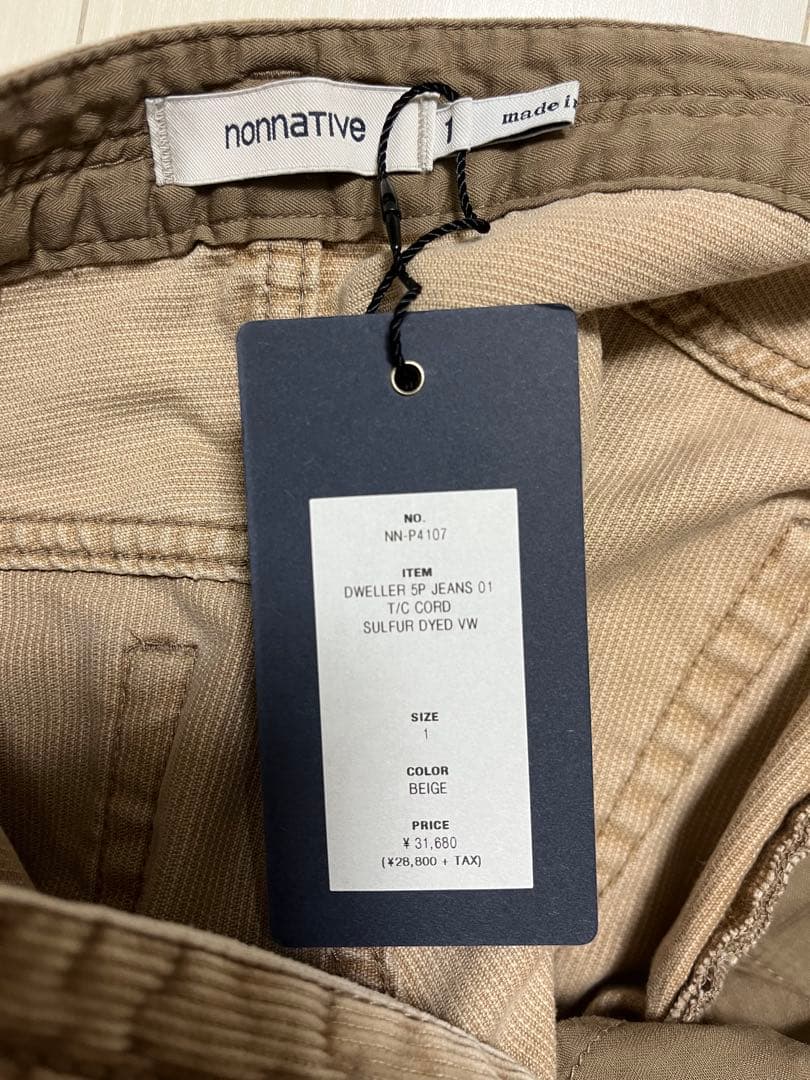 nonnative
1
made in
NO.
NN-P4107
ITEM
DWELLER 5P JEANS 01
T/C CORD
SULFUR DYED VW
SIZE
1
COLOR
BEIGE
PRICE
¥ 31,680
(¥28,800 + TAX)